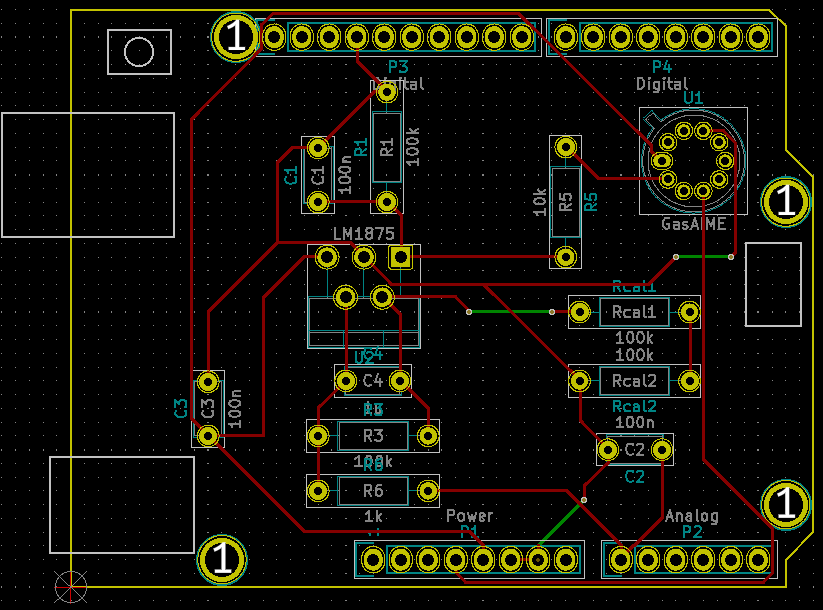 1
P3
Digital
P4
Digital
U1
C1
C1
100n
R1
R1
100k
10k
R5
R5
GasAIME
LM1875
1
Rcal1
Rcal1
100k
100k
U2
C4
C4
Rcal2
Rcal2
C3
C3
100n
1k
R3
R3
100n
C2
C2
100k
R6
R6
1k
Power
P1
Analog
P2
1
1